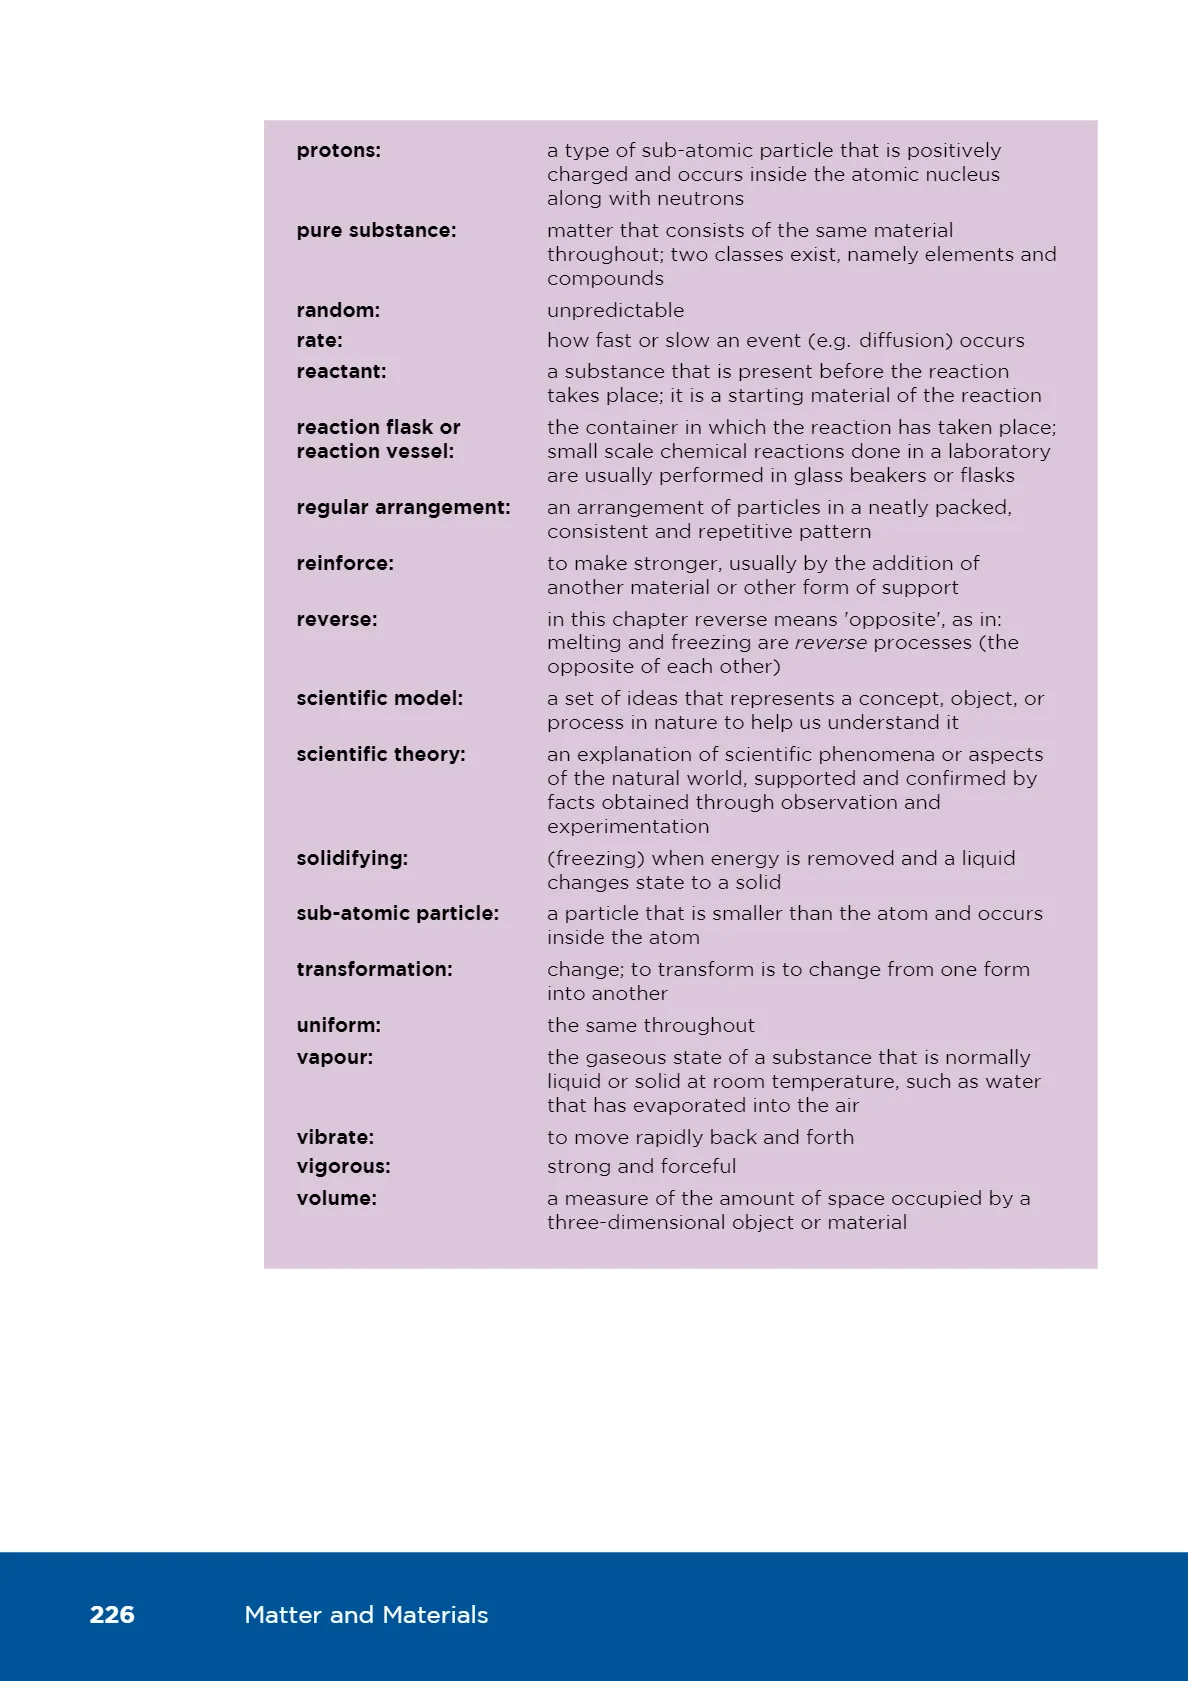 protons: a type of sub-atomic particle that is positively
charged and occurs inside the atomic nucleus
along with neutrons
pure substance: matter that consists of the same material
throughout; two classes exist, namely elements and
compounds
random: unpredictable
rate: how fast or slow an event (e.g. diffusion) occurs
reactant: a substance that is present before the reaction
takes place; it is a starting material of the reaction
reaction flask or the container in which the reaction has taken place;
reaction vessel: small scale chemical reactions done in a laboratory
are usually performed in glass beakers or flasks
regular arrangement: an arrangement of particles in a neatly packed,
consistent and repetitive pattern
reinforce: to make stronger, usually by the addition of
another material or other form of support
reverse: in this chapter reverse means 'opposite', as in:
melting and freezing are reverse processes (the
opposite of each other)
scientific model: a set of ideas that represents a concept, object, or
process in nature to help us understand it
scientific theory: an explanation of scientific phenomena or aspects
of the natural world, supported and confirmed by
facts obtained through observation and
experimentation
solidifying: (freezing) when energy is removed and a liquid
changes state to a solid
sub-atomic particle: a particle that is smaller than the atom and occurs
inside the atom
transformation: change; to transform is to change from one form
into another
uniform: the same throughout
vapour: the gaseous state of a substance that is normally
liquid or solid at room temperature, such as water
that has evaporated into the air
vibrate: to move rapidly back and forth
vigorous: strong and forceful
volume: a measure of the amount of space occupied by a
three-dimensional object or material
226 Matter and Materials